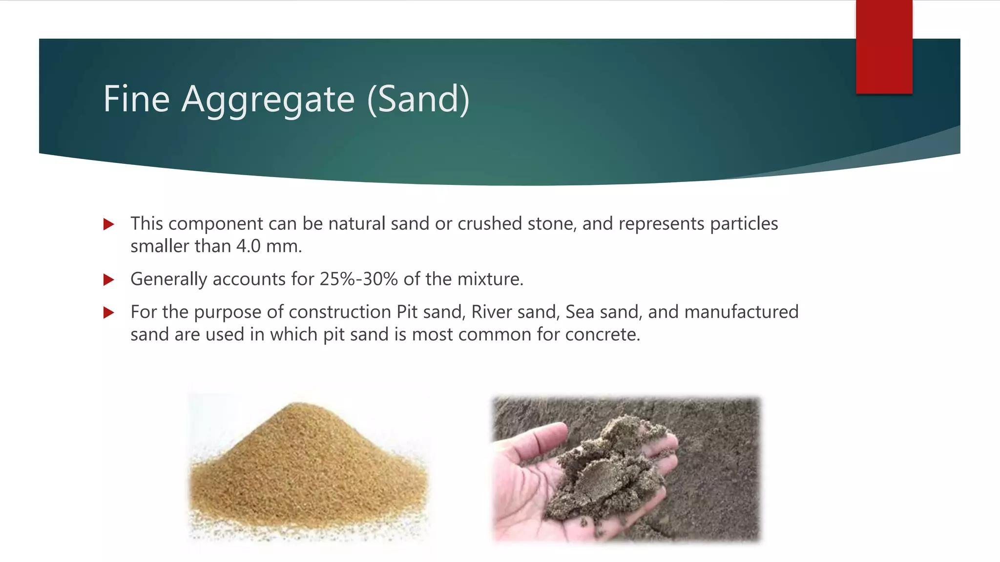 Fine Aggregate (Sand)
This component can be natural sand or crushed stone, and represents particles
smaller than 4.0 mm.
Generally accounts for 25%-30% of the mixture.
For the purpose of construction Pit sand, River sand, Sea sand, and manufactured
sand are used in which pit sand is most common for concrete.